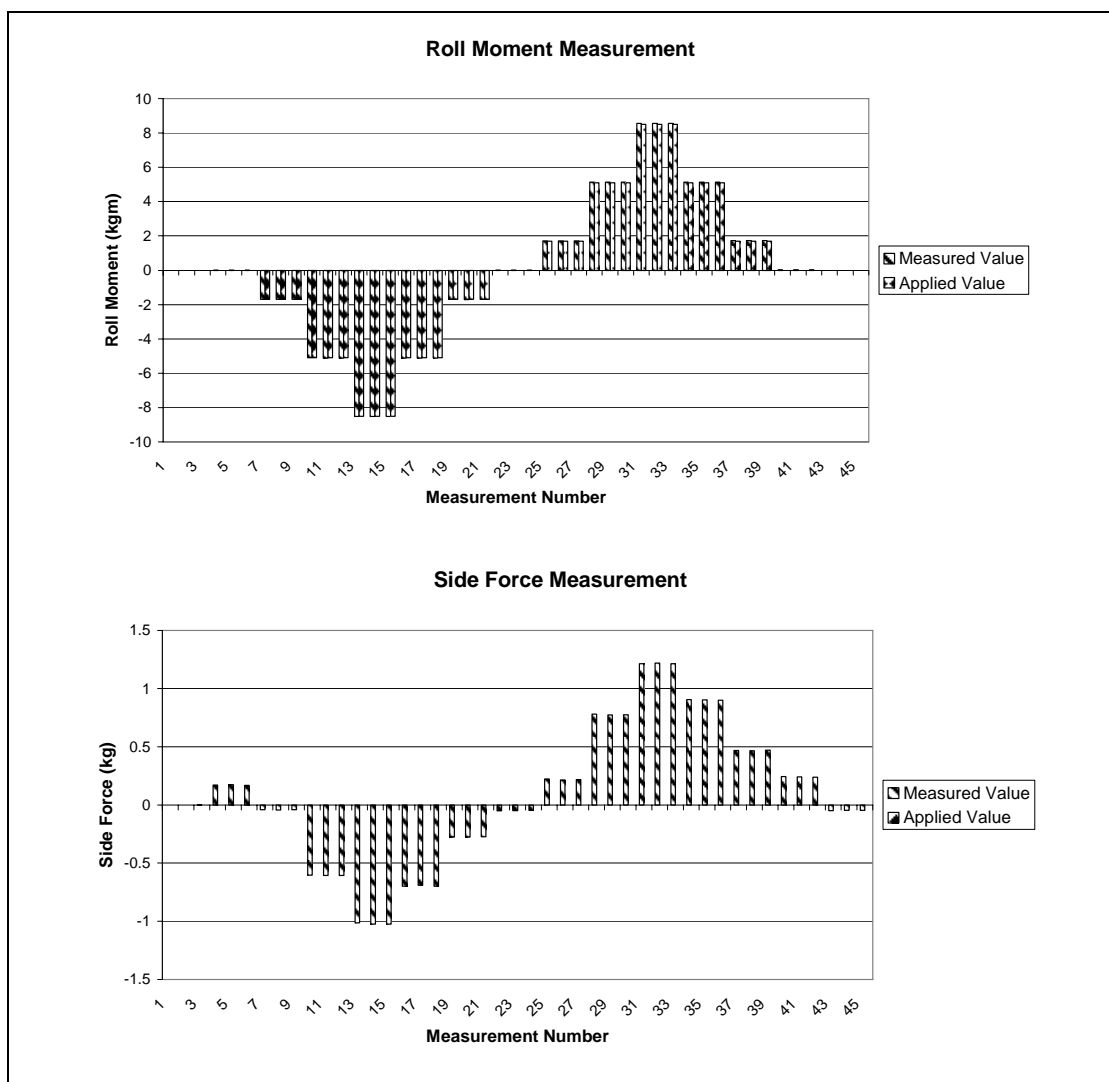 Roll Moment Measurement
10
8
6
4
2
0
-2
-4
-6
-8
-10
Roll Moment (kgm)
1 3 5 7 9 11 13 15 17 19 21 23 25 27 29 31 33 35 37 39 41 43 45
Measurement Number
Measured Value
Applied Value
Side Force Measurement
1.5
1
0.5
0
-0.5
-1
-1.5
Side Force (kg)
1 3 5 7 9 11 13 15 17 19 21 23 25 27 29 31 33 35 37 39 41 43 45
Measurement Number
Measured Value
Applied Value